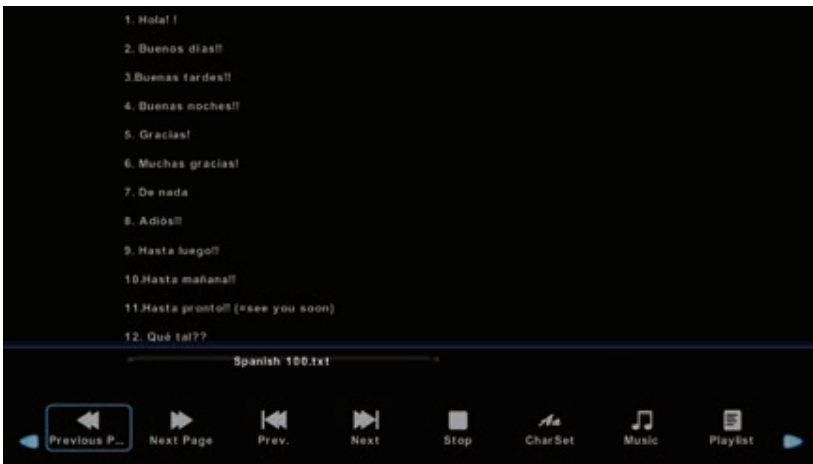 1. Hola! !
2. Buenos días!!
3.Buenas tardes!!
4. Buenas noches!!
5. Gracias!
6. Muchas gracias!
7. De nada
8. Adiós!!
9. Hasta luego!!
10.Hasta mañana!!
11.Hasta pronto!! (=see you soon)
12. Qué tal??
Spanish 100.txt
Previous P... Next Page Prev. Next Stop CharSet Music Playlist